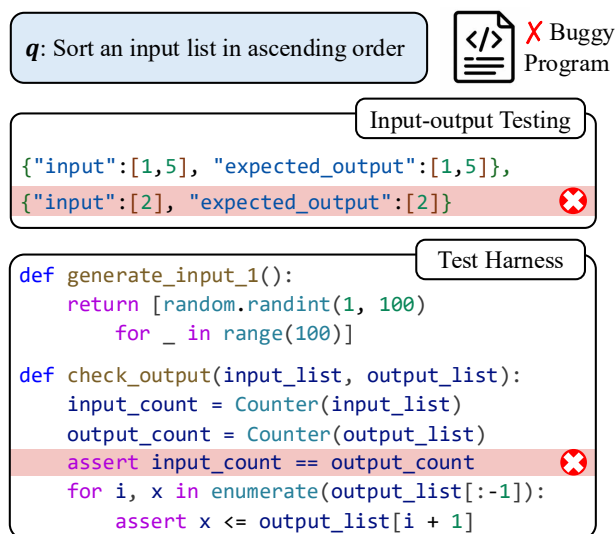 q: Sort an input list in ascending order
</>
✗ Buggy
Program
Input-output Testing
{"input":[1,5], "expected_output":[1,5]},
{"input":[2], "expected_output":[2]}
Test Harness
def generate_input_1():
    return [random.randint(1, 100)
        for _ in range(100)]
def check_output(input_list, output_list):
    input_count = Counter(input_list)
    output_count = Counter(output_list)
    assert input_count == output_count
    for i, x in enumerate(output_list[:-1]):
        assert x <= output_list[i + 1]